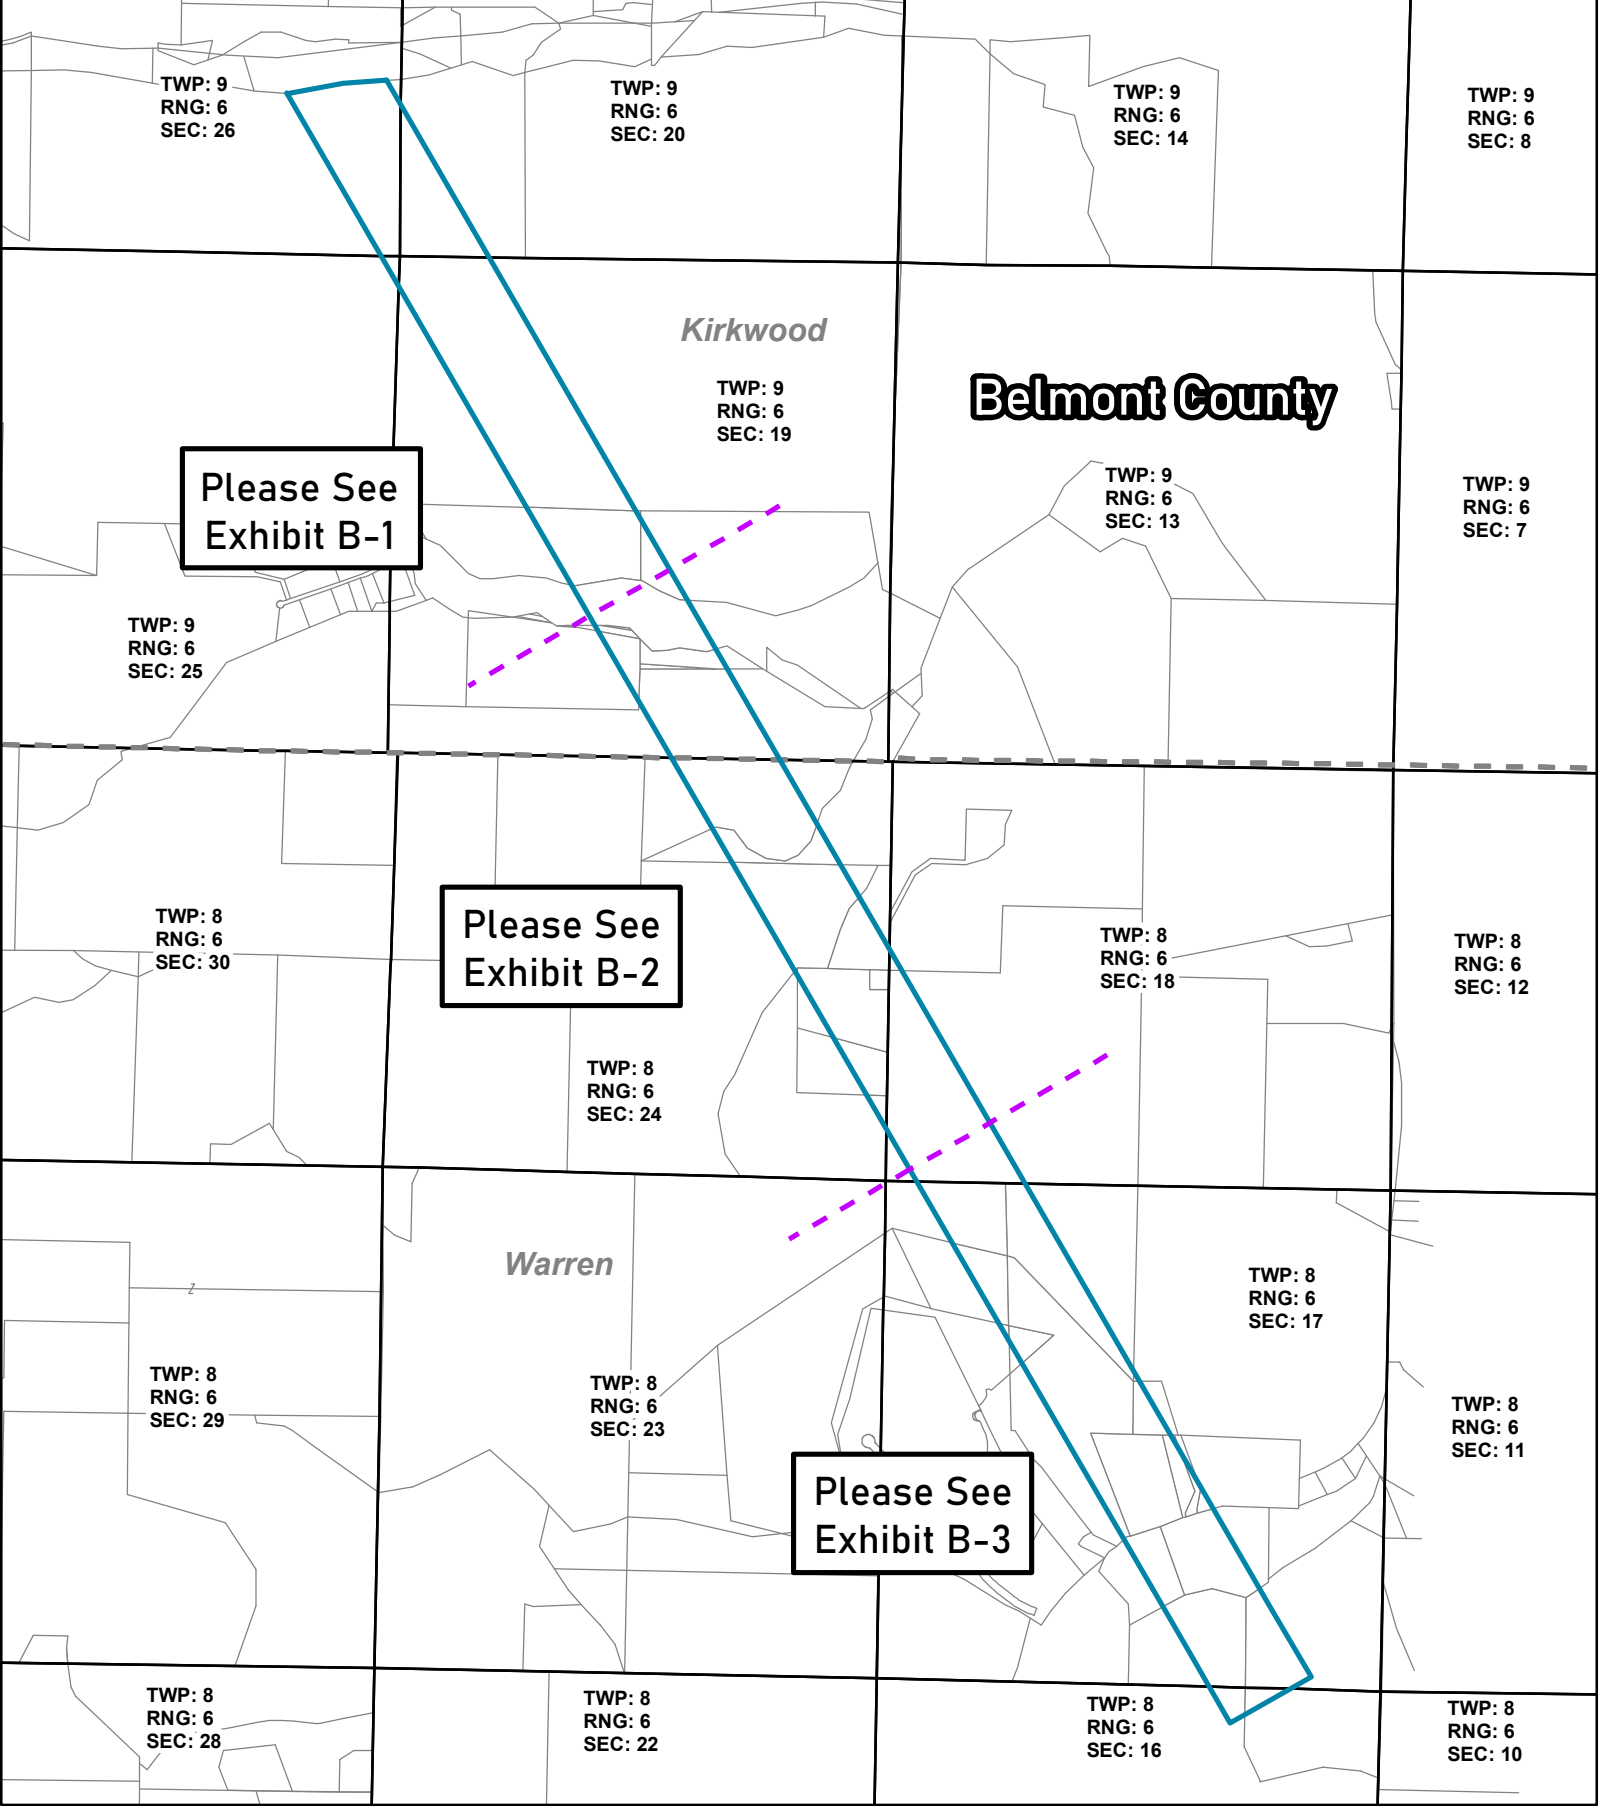 TWP: 9
RNG: 6
SEC: 26
TWP: 9
RNG: 6
SEC: 20
TWP: 9
RNG: 6
SEC: 14
TWP: 9
RNG: 6
SEC: 8
Kirkwood
TWP: 9
RNG: 6
SEC: 19
Belmont County
Please See
Exhibit B-1
TWP: 9
RNG: 6
SEC: 13
TWP: 9
RNG: 6
SEC: 7
TWP: 9
RNG: 6
SEC: 25
Please See
Exhibit B-2
TWP: 8
RNG: 6
SEC: 30
TWP: 8
RNG: 6
SEC: 18
TWP: 8
RNG: 6
SEC: 12
TWP: 8
RNG: 6
SEC: 24
Warren
TWP: 8
RNG: 6
SEC: 17
TWP: 8
RNG: 6
SEC: 29
TWP: 8
RNG: 6
SEC: 23
TWP: 8
RNG: 6
SEC: 11
Please See
Exhibit B-3
TWP: 8
RNG: 6
SEC: 28
TWP: 8
RNG: 6
SEC: 22
TWP: 8
RNG: 6
SEC: 16
TWP: 8
RNG: 6
SEC: 10